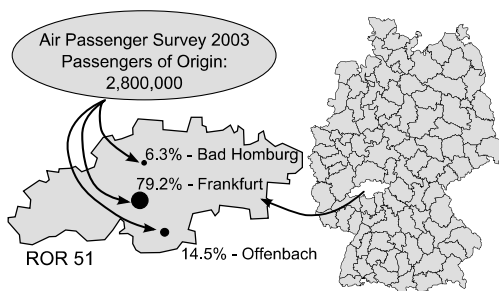 Air Passenger Survey 2003
Passengers of Origin:
2,800,000
6.3% - Bad Homburg
79.2% - Frankfurt
14.5% - Offenbach
ROR 51